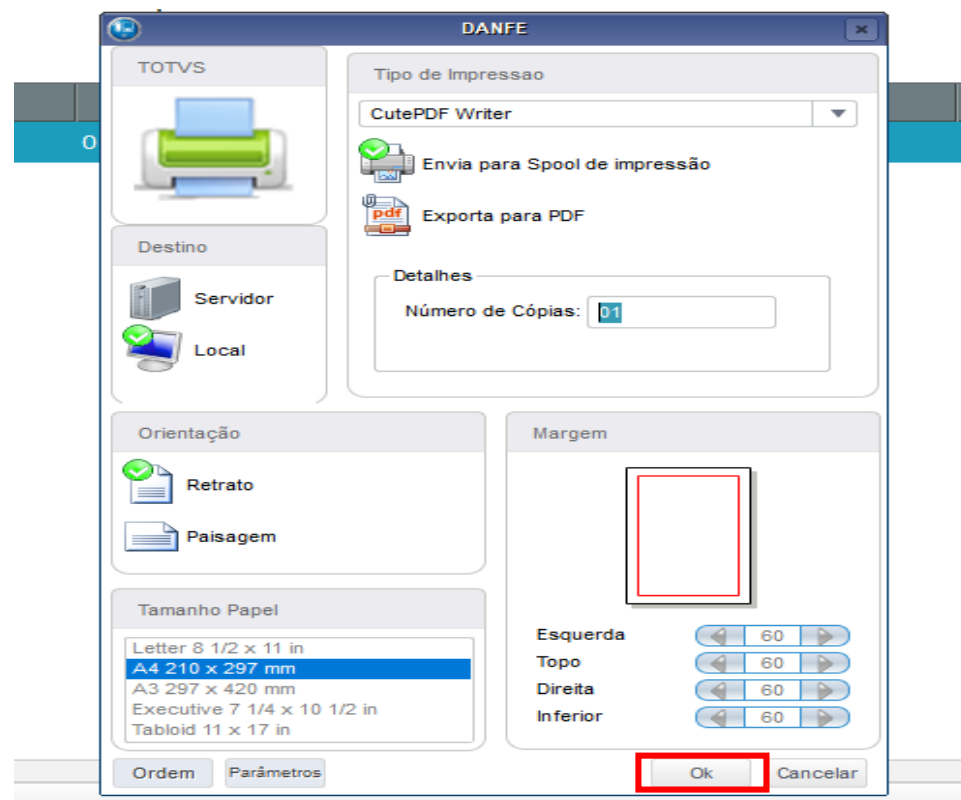 DANFE
TOTVS
Tipo de Impressao
CutePDF Writer
O
Envia para Spool de impressão
pdf
Exporta para PDF
Destino
Servidor
Local
Detalhes
Número de Cópias: 01
Orientação
Retrato
Paisagem
Margem
Tamanho Papel
Letter 8 1/2 x 11 in
A4 210 x 297 mm
A3 297 x 420 mm
Executive 7 1/4 x 10 1/2 in
Tabloid 11 x 17 in
Esquerda 60
Topo 60
Direita 60
Inferior 60
Ordem Parâmetros Ok Cancelar